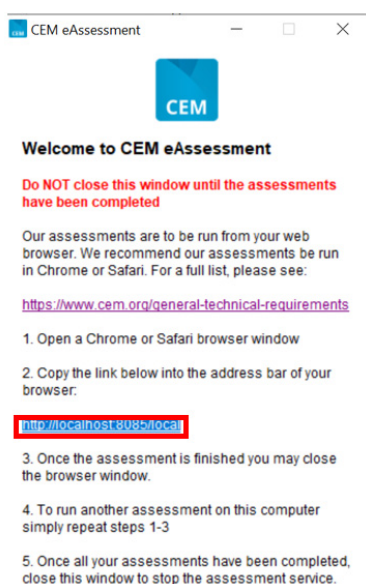 CEM eAssessment
CEM
Welcome to CEM eAssessment
Do NOT close this window until the assessments
have been completed
Our assessments are to be run from your web
browser. We recommend our assessments be run
in Chrome or Safari. For a full list, please see:
https://www.cem.org/general-technical-requirements
1. Open a Chrome or Safari browser window
2. Copy the link below into the address bar of your
browser:
http://localhost:8085/local
3. Once the assessment is finished you may close
the browser window.
4. To run another assessment on this computer
simply repeat steps 1-3
5. Once all your assessments have been completed,
close this window to stop the assessment service.